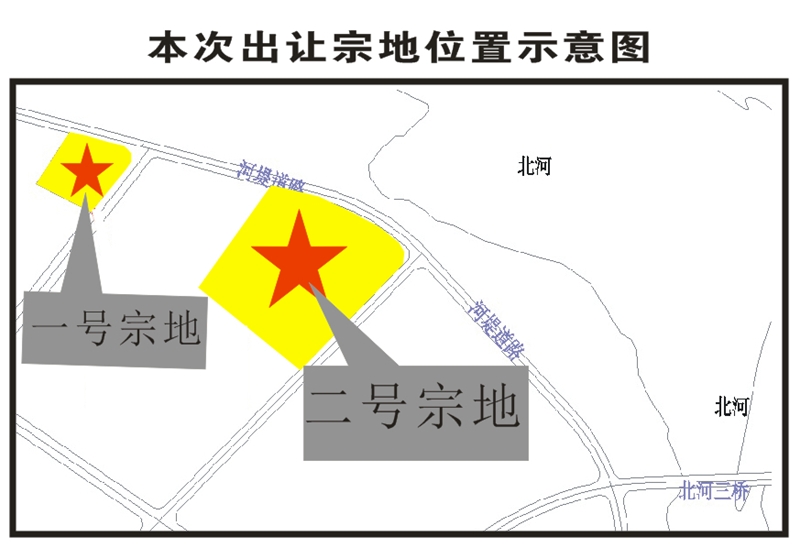 本次出让宗地位置示意图
北河
河堤道路
一号宗地
河堤道路
二号宗地
北河
北河三桥